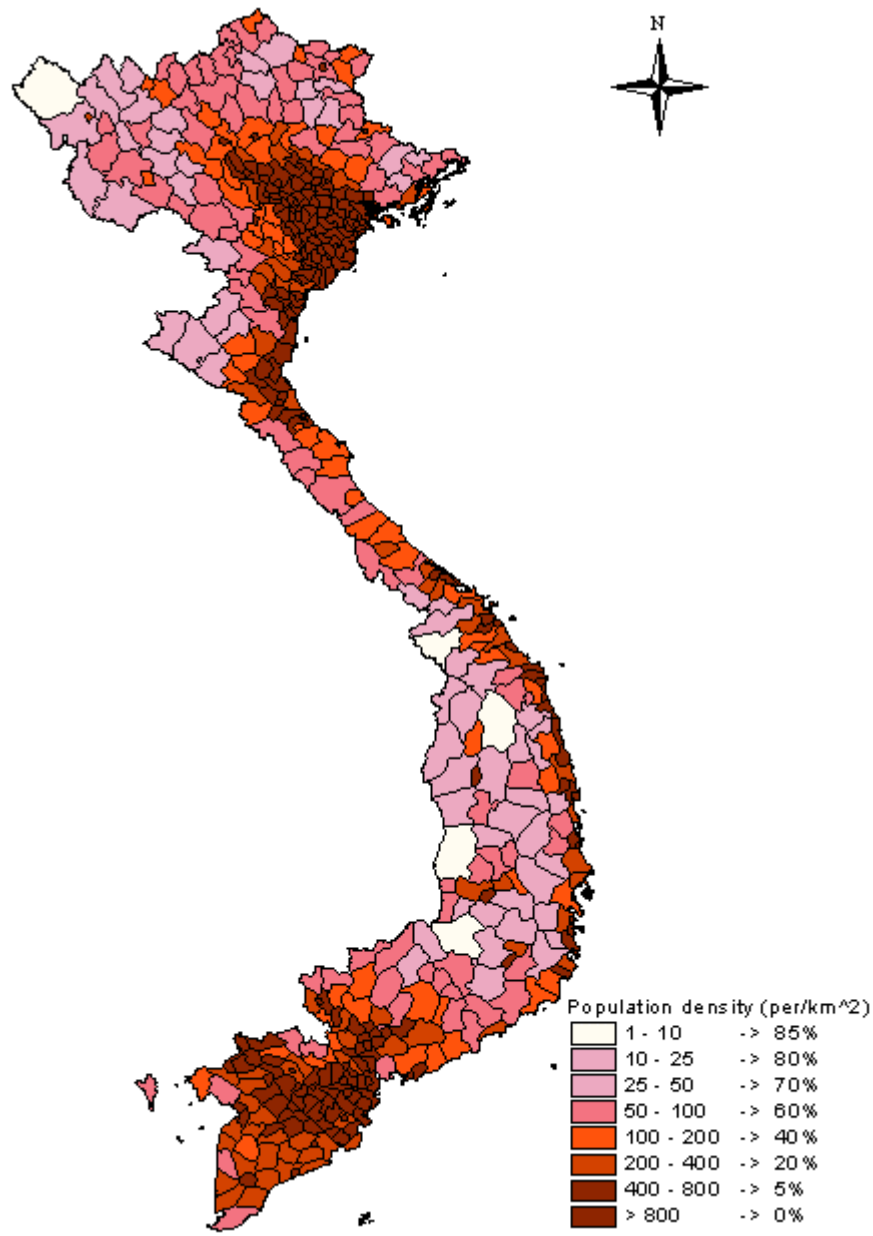 N
Population density (per/km^2)
1 - 10 -> 85%
10 - 25 -> 80%
25 - 50 -> 70%
50 - 100 -> 60%
100 - 200 -> 40%
200 - 400 -> 20%
400 - 800 -> 5%
> 800 -> 0%